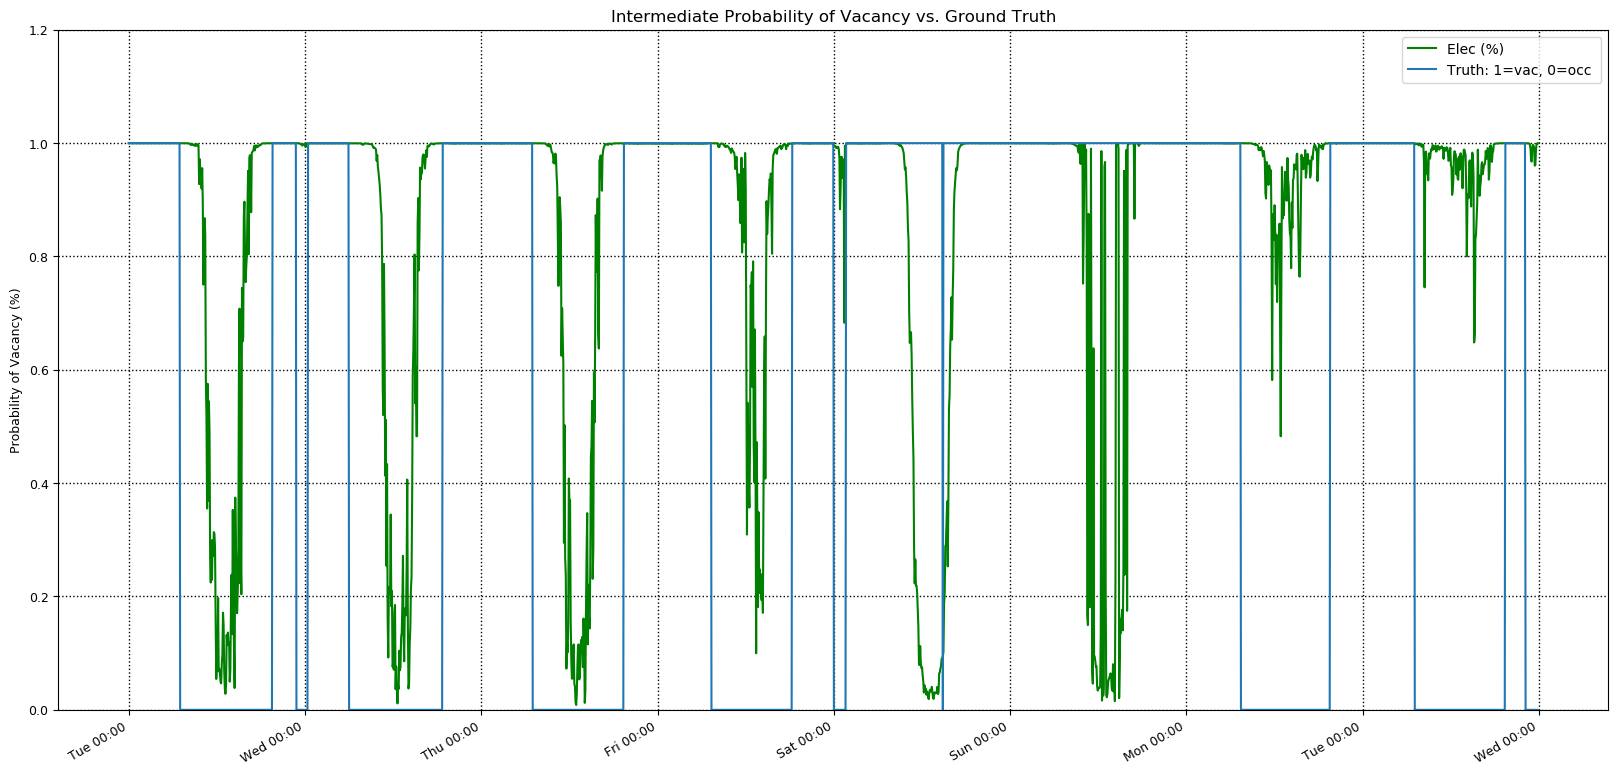 Intermediate Probability of Vacancy vs. Ground Truth
Elec (%)
Truth: 1=vac, 0=occ
Probability of Vacancy (%)
1.2
1.0
0.8
0.6
0.4
0.2
0.0
Tue 00:00
Wed 00:00
Thu 00:00
Fri 00:00
Sat 00:00
Sun 00:00
Mon 00:00
Tue 00:00
Wed 00:00